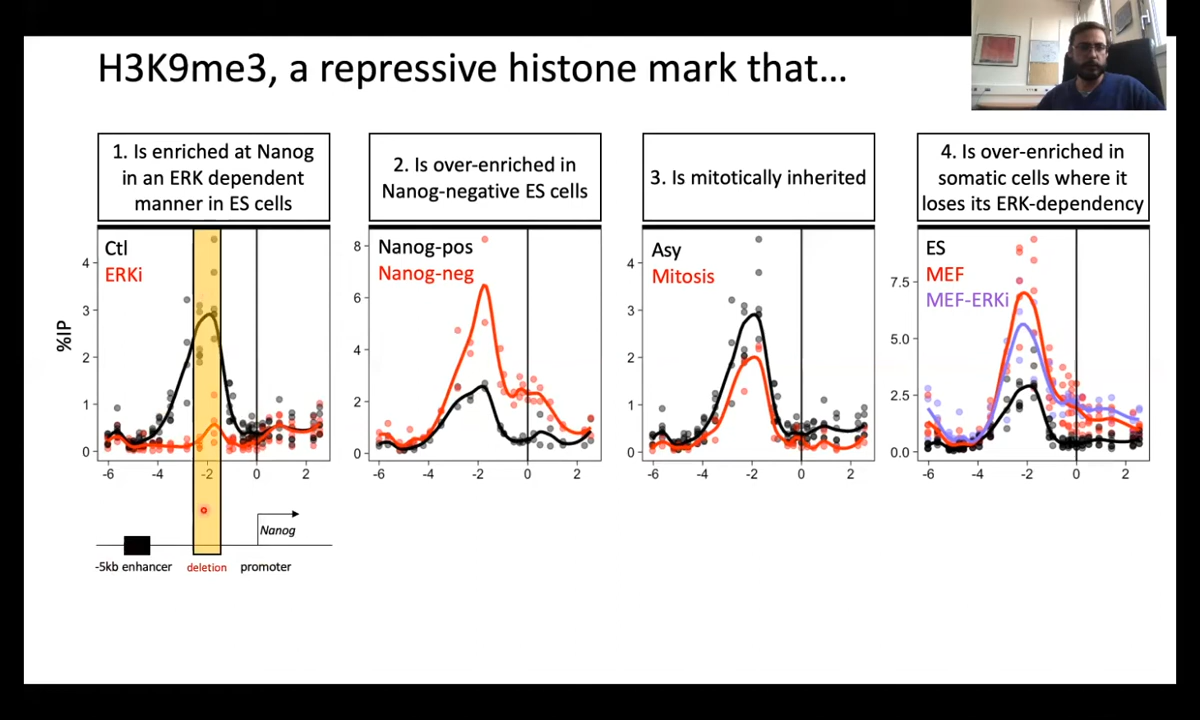 H3K9me3, a repressive histone mark that...
1. Is enriched at Nanog
in an ERK dependent
manner in ES cells
2. Is over-enriched in
Nanog-negative ES cells
3. Is mitotically inherited
4. Is over-enriched in
somatic cells where it
loses its ERK-dependency
%IP
Ctl
ERKi
4
3
2
1
0
-6 -4 -2 0 2
Nanog-pos
Nanog-neg
8
6
4
2
0
-6 -4 -2 0 2
Asy
Mitosis
4
3
2
1
0
-6 -4 -2 0 2
ES
MEF
MEF-ERKi
7.5
5.0
2.5
0.0
-6 -4 -2 0 2
Nanog
-5kb enhancer deletion promoter